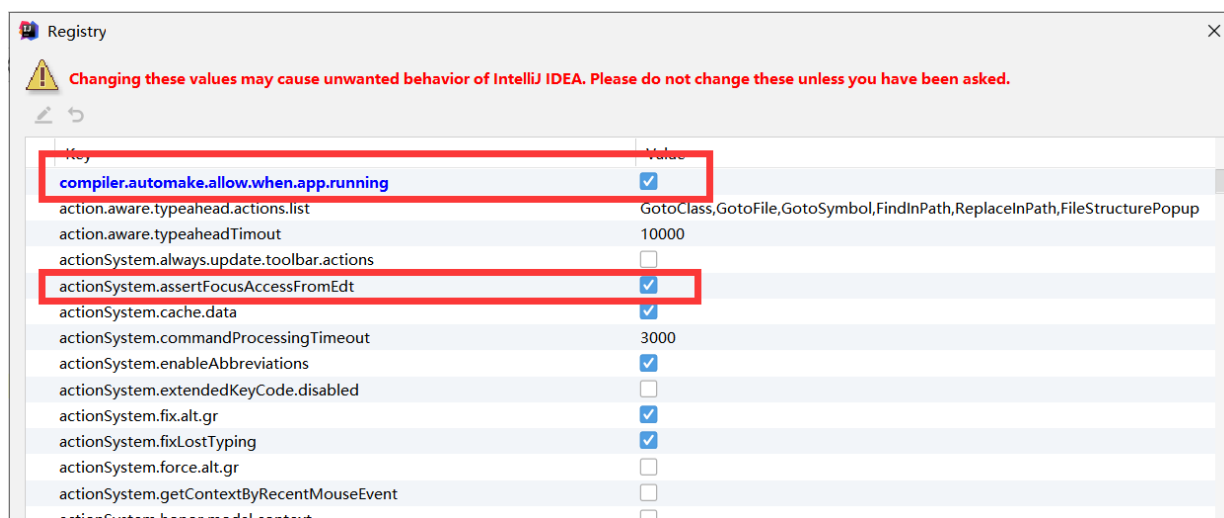 Registry
Changing these values may cause unwanted behavior of IntelliJ IDEA. Please do not change these unless you have been asked.
Key Value
compiler.automake.allow.when.app.running
action.aware.typeahead.actions.list GotoClass,GotoFile,GotoSymbol,FindInPath,ReplaceInPath,FileStructurePopup
action.aware.typeaheadTimout 10000
actionSystem.always.update.toolbar.actions
actionSystem.assertFocusAccessFromEdt
actionSystem.cache.data
actionSystem.commandProcessingTimeout 3000
actionSystem.enableAbbreviations
actionSystem.extendedKeyCode.disabled
actionSystem.fix.alt.gr
actionSystem.fixLostTyping
actionSystem.force.alt.gr
actionSystem.getContextByRecentMouseEvent